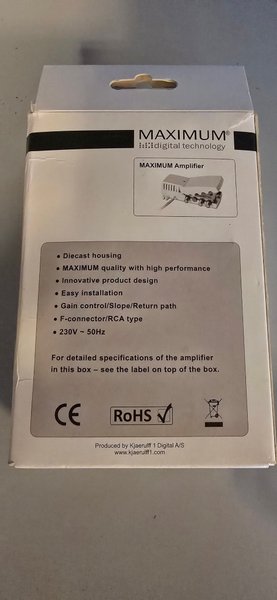 MAXIMUM®
digital technology
MAXIMUM Amplifier
● Diecast housing
● MAXIMUM quality with high performance
● Innovative product design
● Easy installation
● Gain control/Slope/Return path
● F-connector/RCA type
● 230V ~ 50Hz
For detailed specifications of the amplifier
in this box – see the label on top of the box.
CE
RoHS
Produced by Kjaerulff 1 Digital A/S
www.kjaerulff1.com